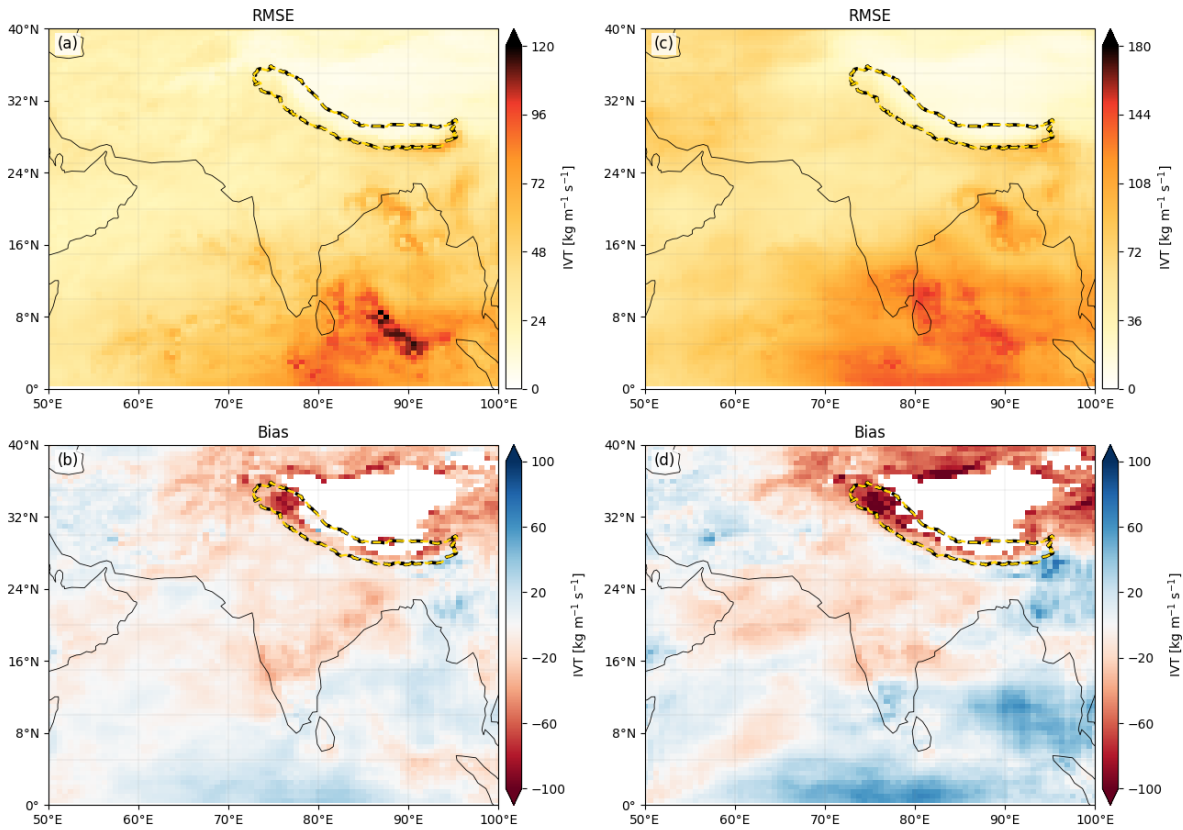 RMSE
(a)
40°N
32°N
24°N
16°N
8°N
0°
50°E
60°E
70°E
80°E
90°E
100°E
120
96
72
48
24
0
IVT [kg m⁻¹ s⁻¹]
RMSE
(c)
40°N
32°N
24°N
16°N
8°N
0°
50°E
60°E
70°E
80°E
90°E
100°E
180
144
108
72
36
0
IVT [kg m⁻¹ s⁻¹]
Bias
(b)
40°N
32°N
24°N
16°N
8°N
0°
50°E
60°E
70°E
80°E
90°E
100°E
100
60
20
−20
−60
−100
IVT [kg m⁻¹ s⁻¹]
Bias
(d)
40°N
32°N
24°N
16°N
8°N
0°
50°E
60°E
70°E
80°E
90°E
100°E
100
60
20
−20
−60
−100
IVT [kg m⁻¹ s⁻¹]